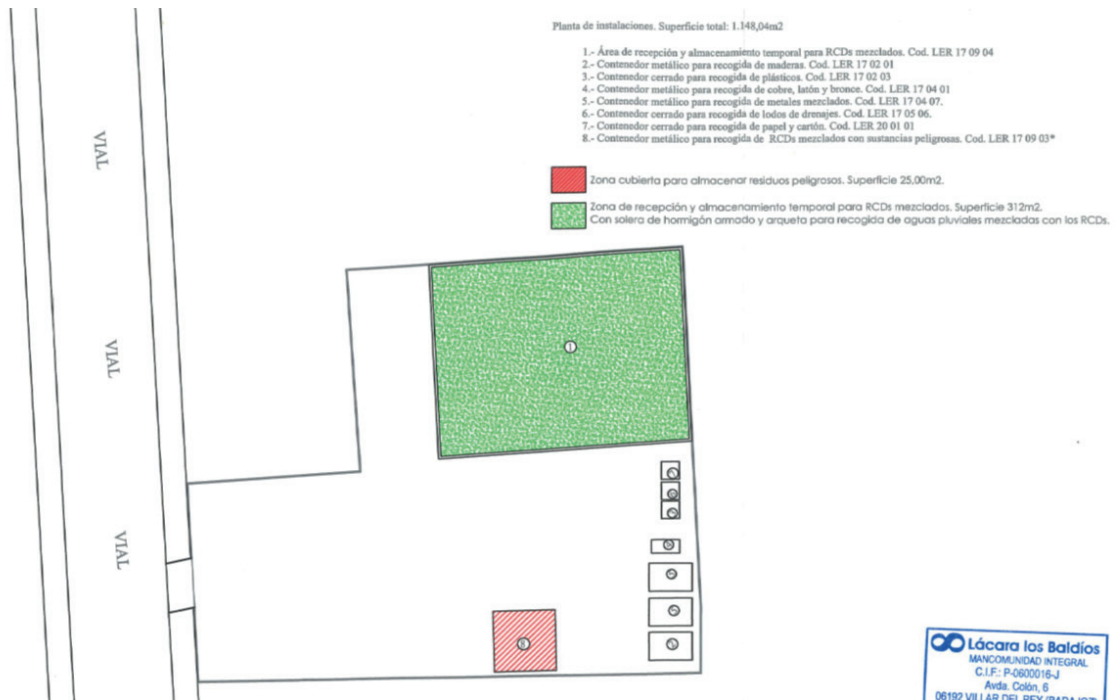 Planta de instalaciones. Superficie total: 1.148,04m2
1.- Área de recepción y almacenamiento temporal para RCDs mezclados. Cod. LER 17 09 04
2.- Contenedor metálico para recogida de maderas. Cod. LER 17 02 01
3.- Contenedor cerrado para recogida de plásticos. Cod. LER 17 02 03
4.- Contenedor metálico para recogida de cobre, latón y bronce. Cod. LER 17 04 01
5.- Contenedor metálico para recogida de metales mezclados. Cod. LER 17 04 07.
6.- Contenedor cerrado para recogida de lodos de drenajes. Cod. LER 17 05 06.
7.- Contenedor cerrado para recogida de papel y cartón. Cod. LER 20 01 01
8.- Contenedor metálico para recogida de RCDs mezclados con sustancias peligrosas. Cod. LER 17 09 03*
Zona cubierta para almacenar residuos peligrosos. Superficie 25,00m2.
Zona de recepción y almacenamiento temporal para RCDs mezclados. Superficie 312m2.
Con solera de hormigón armado y arqueta para recogida de aguas pluviales mezcladas con los RCDs.
VIAL
VIAL
VIAL
1
8
Lácara los Baldíos
MANCOMUNIDAD INTEGRAL
C.I.F.: P-0600016-J
Avda. Colón, 6
06192 VILLAR DEL REY (BADAJOZ)